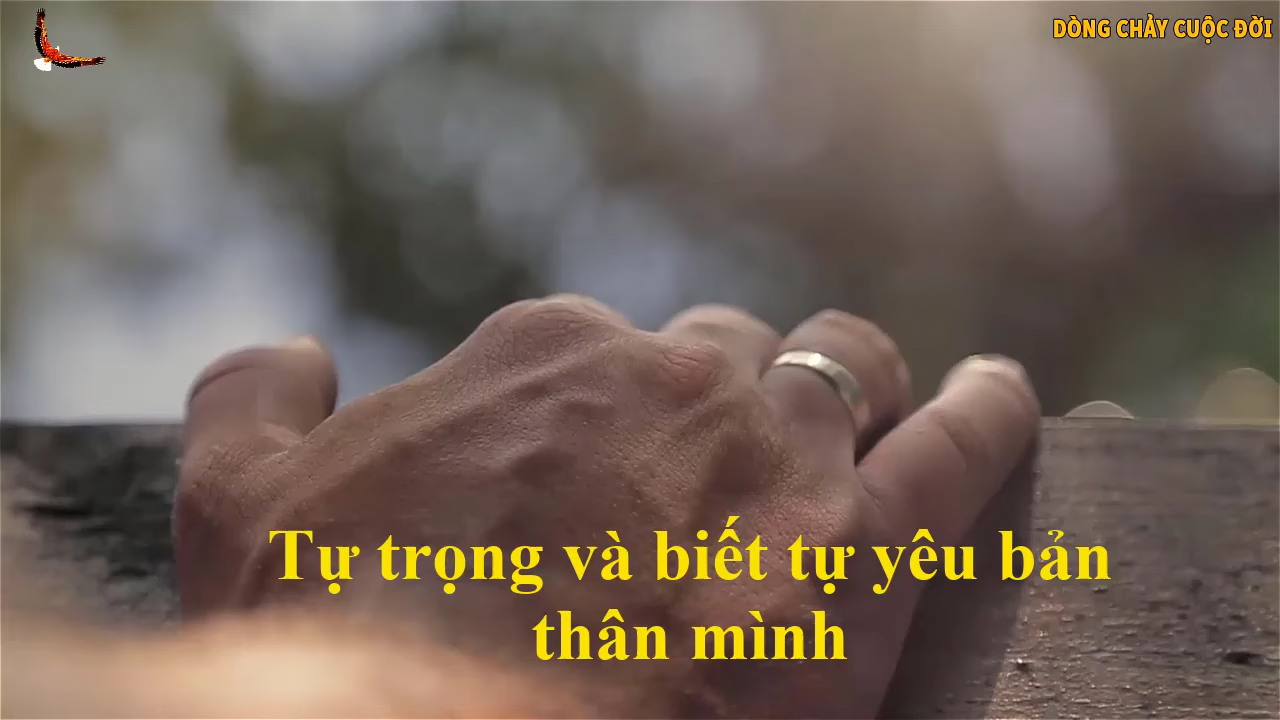 DÒNG CHẢY CUỘC ĐỜI
Tự trọng và biết tự yêu bản
thân mình